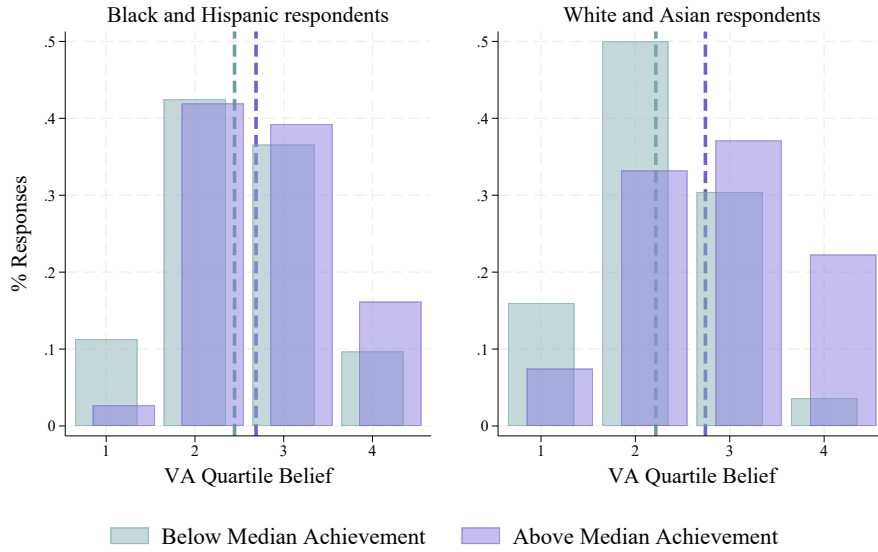 Black and Hispanic respondents
White and Asian respondents
% Responses
.5
.4
.3
.2
.1
0
1 2 3 4
VA Quartile Belief
.5
.4
.3
.2
.1
0
1 2 3 4
VA Quartile Belief
Below Median Achievement
Above Median Achievement